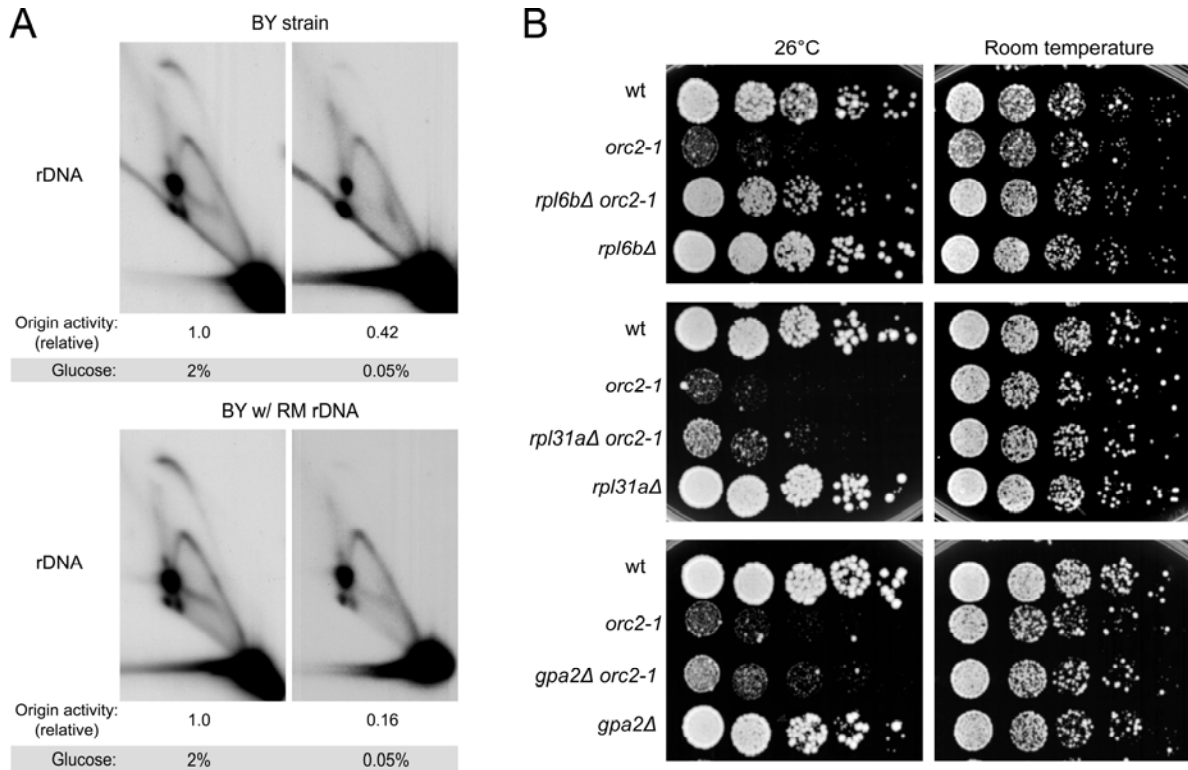 A
BY strain
rDNA
Origin activity: 1.0 0.42
(relative)
Glucose: 2% 0.05%
BY w/ RM rDNA
rDNA
Origin activity: 1.0 0.16
(relative)
Glucose: 2% 0.05%
B
26°C Room temperature
wt
orc2-1
rpl6bΔ orc2-1
rpl6bΔ
wt
orc2-1
rpl31aΔ orc2-1
rpl31aΔ
wt
orc2-1
gpa2Δ orc2-1
gpa2Δ